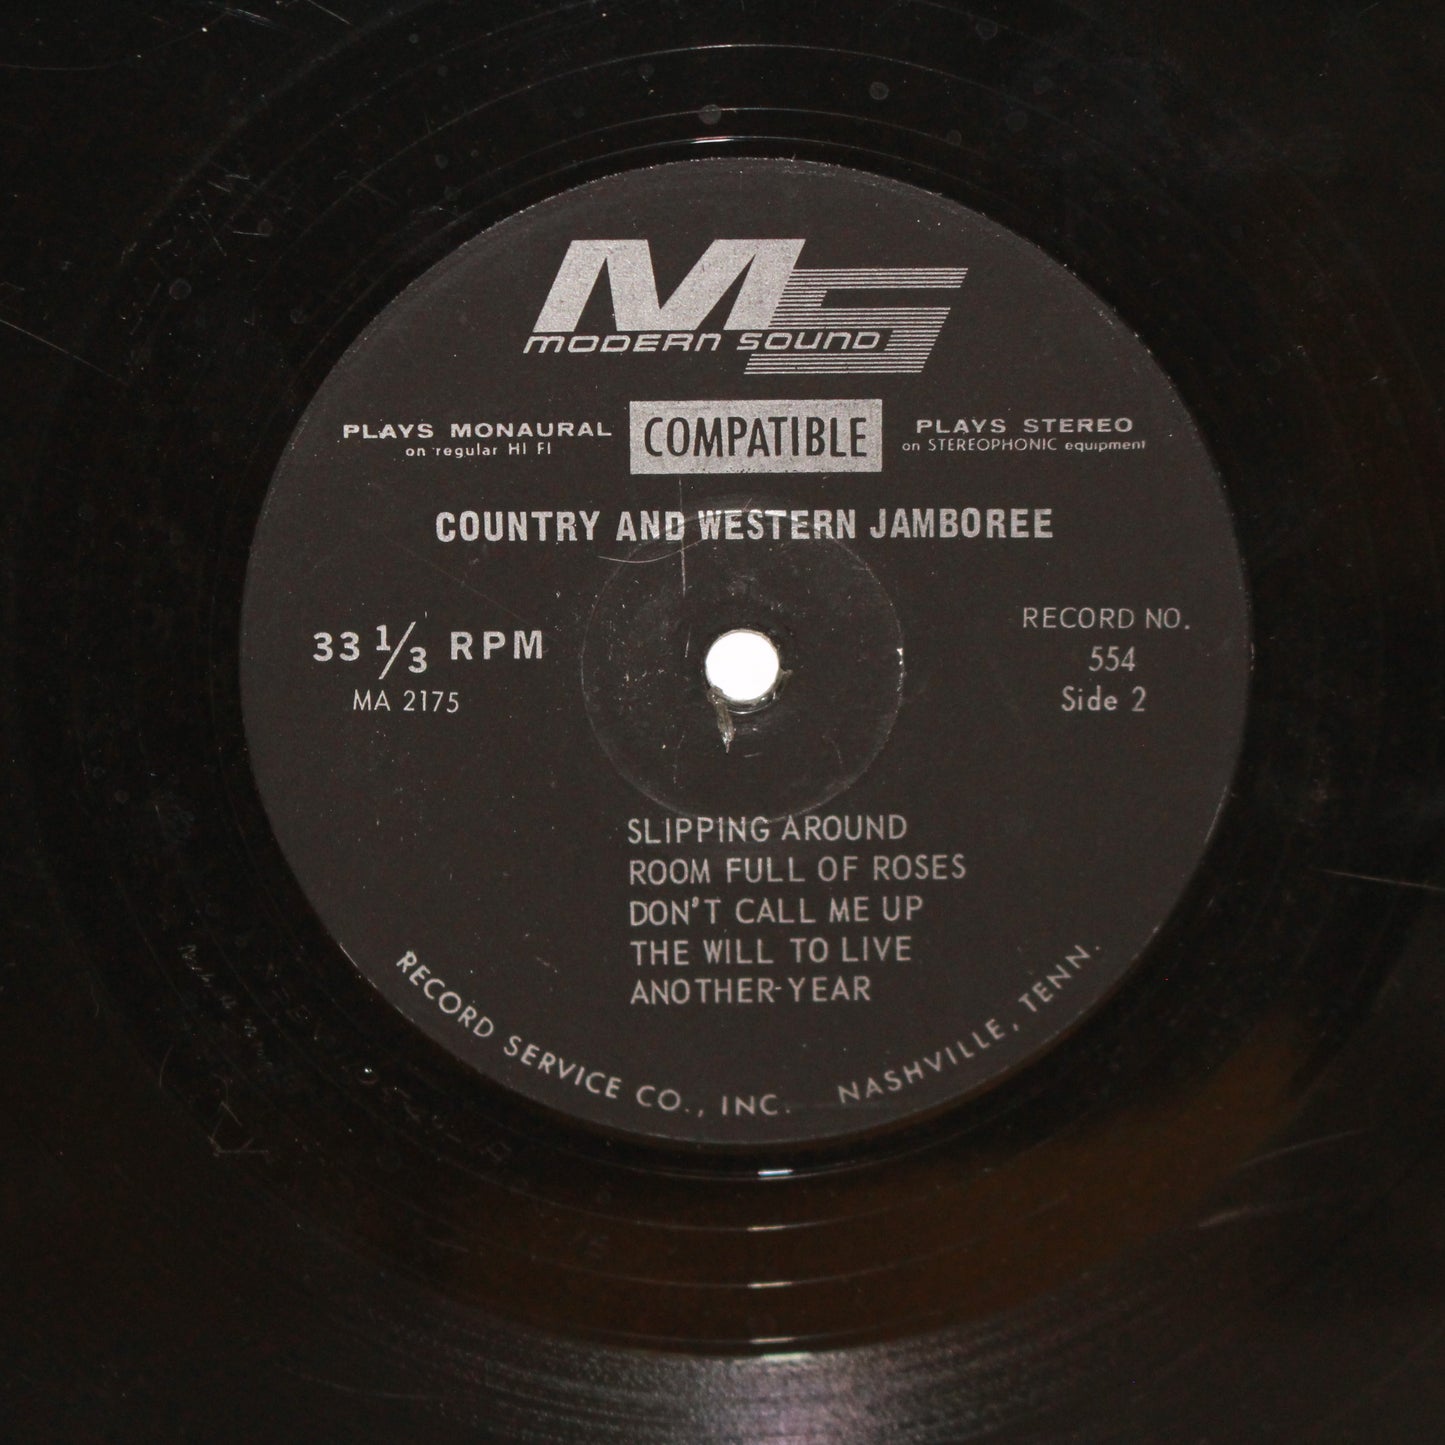 MS
MODERN SOUND
PLAYS MONAURAL
on regular HI FI
COMPATIBLE
PLAYS STEREO
on STEREOPHONIC equipment
COUNTRY AND WESTERN JAMBOREE
33 1/3 RPM
MA 2175
RECORD NO.
554
Side 2
SLIPPING AROUND
ROOM FULL OF ROSES
DON'T CALL ME UP
THE WILL TO LIVE
ANOTHER-YEAR
RECORD SERVICE CO., INC. NASHVILLE, TENN.